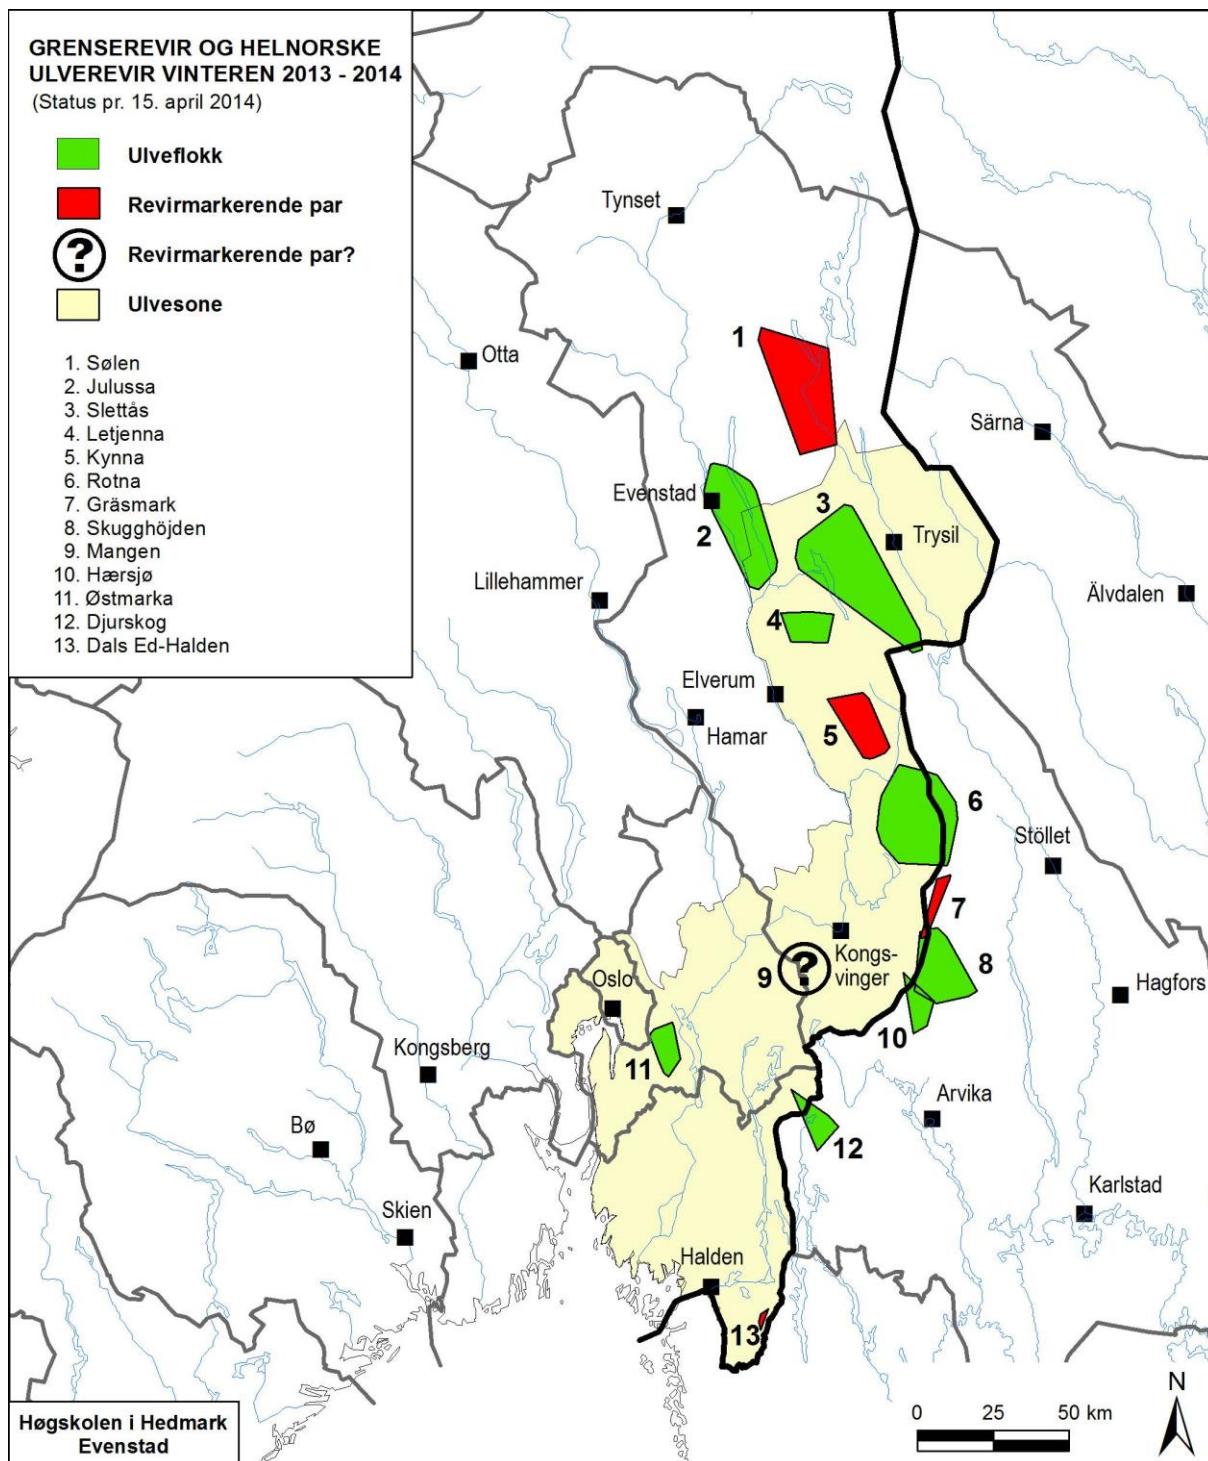 GRENSEREVIR OG HELNORSKE
ULVEREVIR VINTEREN 2013 - 2014
(Status pr. 15. april 2014)
Ulveflokk
Revirmarkerende par
? Revirmarkerende par?
Ulvesone
1. Sølen
2. Julussa
3. Slettås
4. Letjenna
5. Kynna
6. Rotna
7. Gräsmark
8. Skugghöjden
9. Mangen
10. Hærsjø
11. Østmarka
12. Djurskog
13. Dals Ed-Halden
Tynset
1
Otta
Särna
Evenstad
3
2
Trysil
Lillehammer
Älvdalen
4
Elverum
5
Hamar
6
Stöllet
7
Kongs-
vinger
9 ?
8
Oslo
Hagfors
10
11
Kongsberg
Arvika
Bø
12
Karlstad
Skien
Halden
13
N
0 25 50 km
Høgskolen i Hedmark
Evenstad